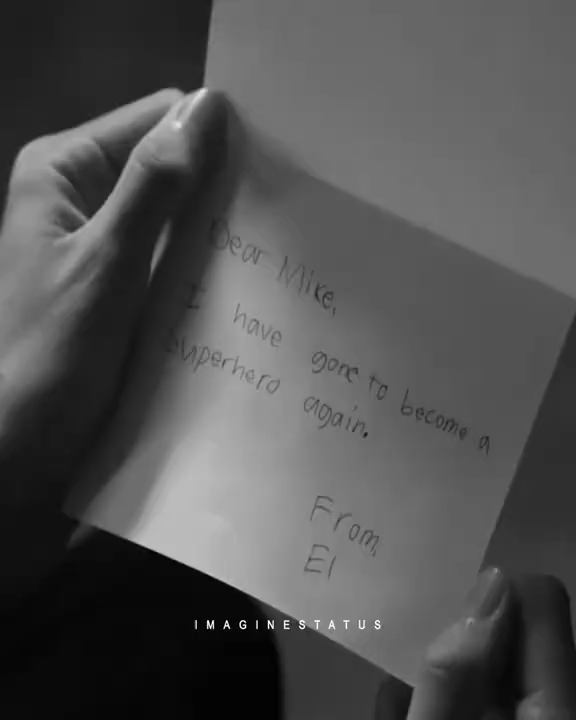 Dear Mike,
I have gone to become a
superhero again.
From,
El
IMAGINESTATUS